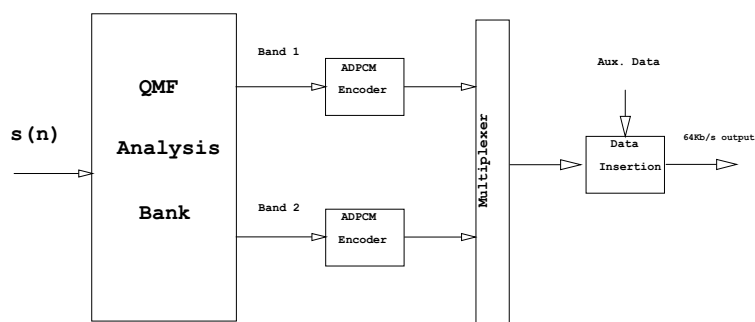 s(n)
QMF
Analysis
Bank
Band 1
ADPCM
Encoder
Band 2
ADPCM
Encoder
Multiplexer
Aux. Data
Data
Insertion
64Kb/s output